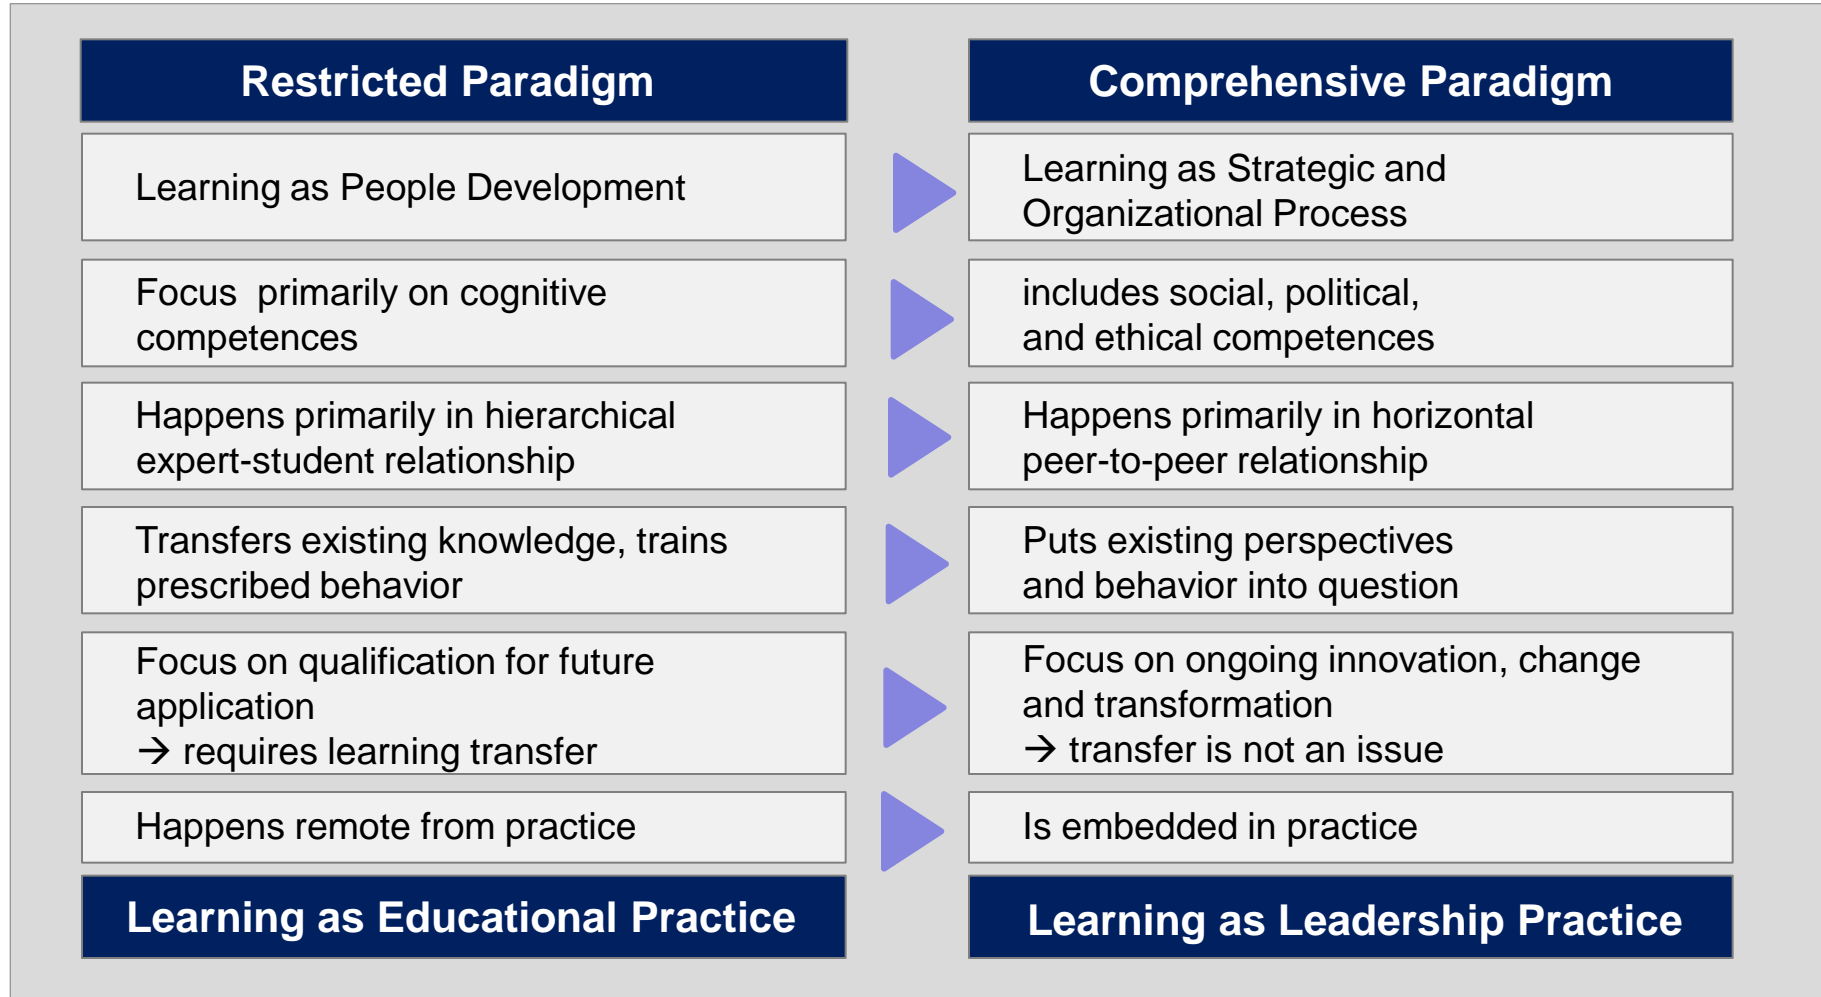 Restricted Paradigm
Comprehensive Paradigm
Learning as People Development
Learning as Strategic and
Organizational Process
Focus  primarily on cognitive
competences
includes social, political,
and ethical competences
Happens primarily in hierarchical
expert-student relationship
Happens primarily in horizontal
peer-to-peer relationship
Transfers existing knowledge, trains
prescribed behavior
Puts existing perspectives
and behavior into question
Focus on qualification for future
application
→ requires learning transfer
Focus on ongoing innovation, change
and transformation
→ transfer is not an issue
Happens remote from practice
Is embedded in practice
Learning as Educational Practice
Learning as Leadership Practice